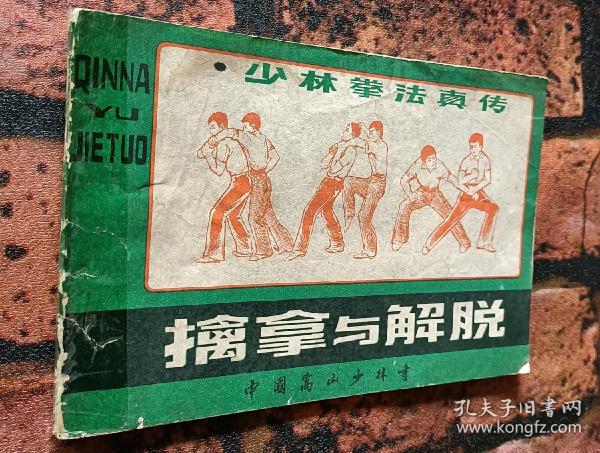 QINNA
YU
JIETUO
·少林拳法真传
擒拿与解脱
中國嵩山少林寺
孔夫子旧书网
www.kongfz.com